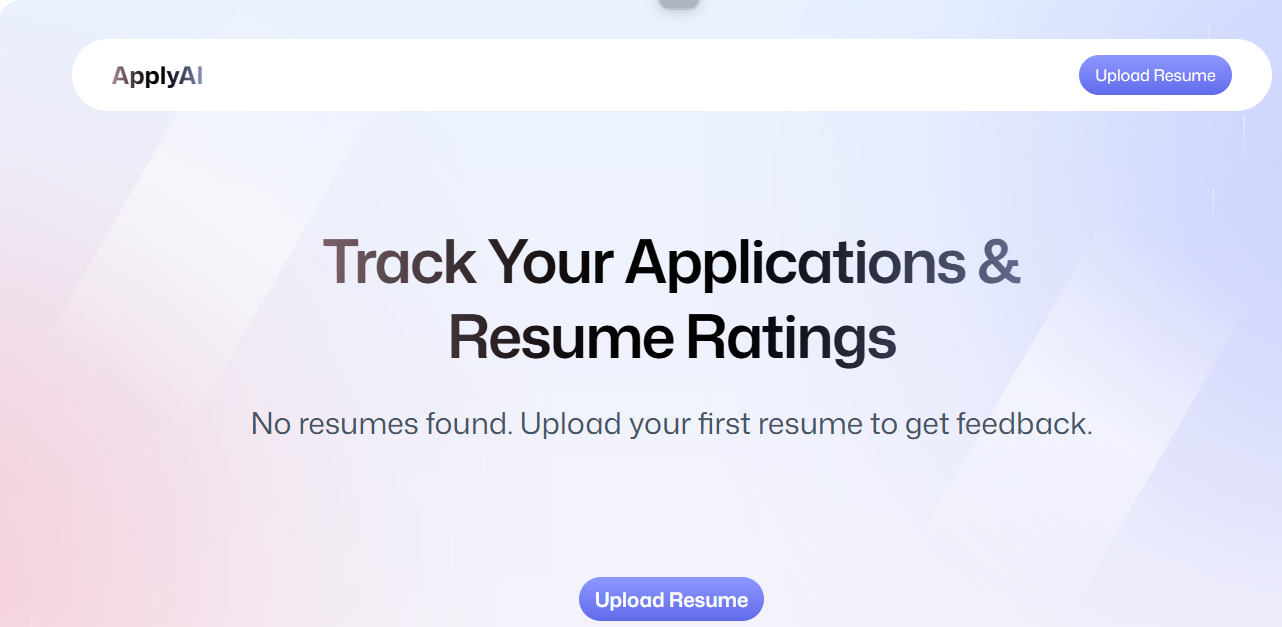 ApplyAI
Upload Resume
Track Your Applications &
Resume Ratings
No resumes found. Upload your first resume to get feedback.
Upload Resume